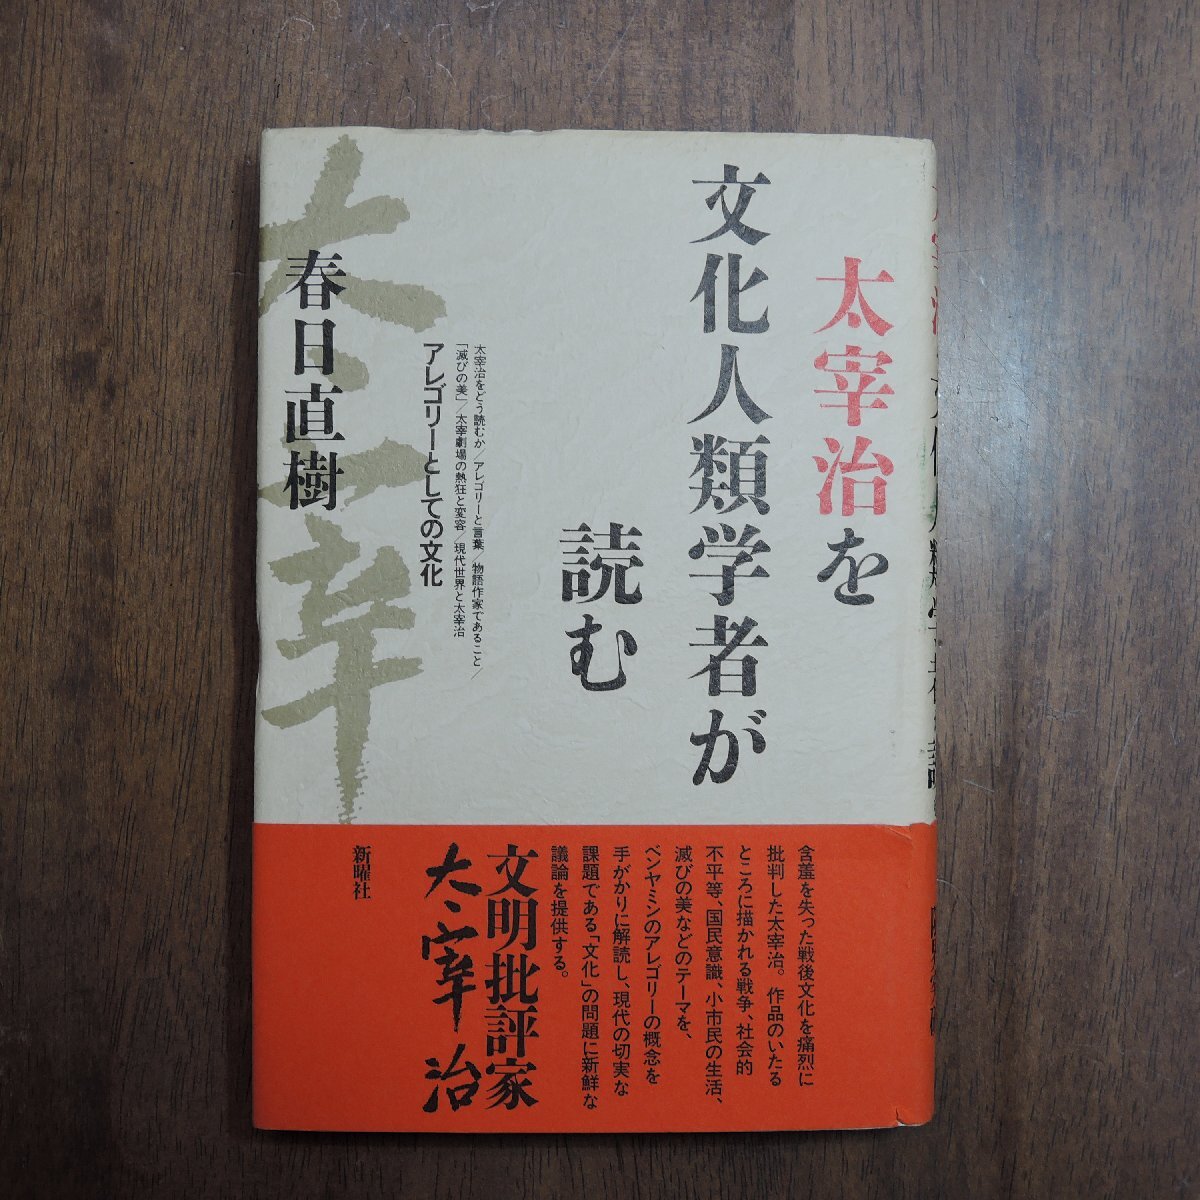 太宰治を
文化人類学者が
読む
太宰治をどう読むか／アレゴリーと言葉／物語作家であること／
「滅びの美」／太宰劇場の熱狂と変容／現代世界と太宰治
アレゴリーとしての文化
春日直樹
太宰
含羞を失った戦後文化を痛烈に
批判した太宰治。作品のいたる
ところに描かれる戦争、社会的
不平等、国民意識、小市民の生活、
滅びの美などのテーマを、
ベンヤミンのアレゴリーの概念を
手がかりに解読し、現代の切実な
課題である「文化」の問題に新鮮な
議論を提供する。
文明批評家
太宰治
新曜社